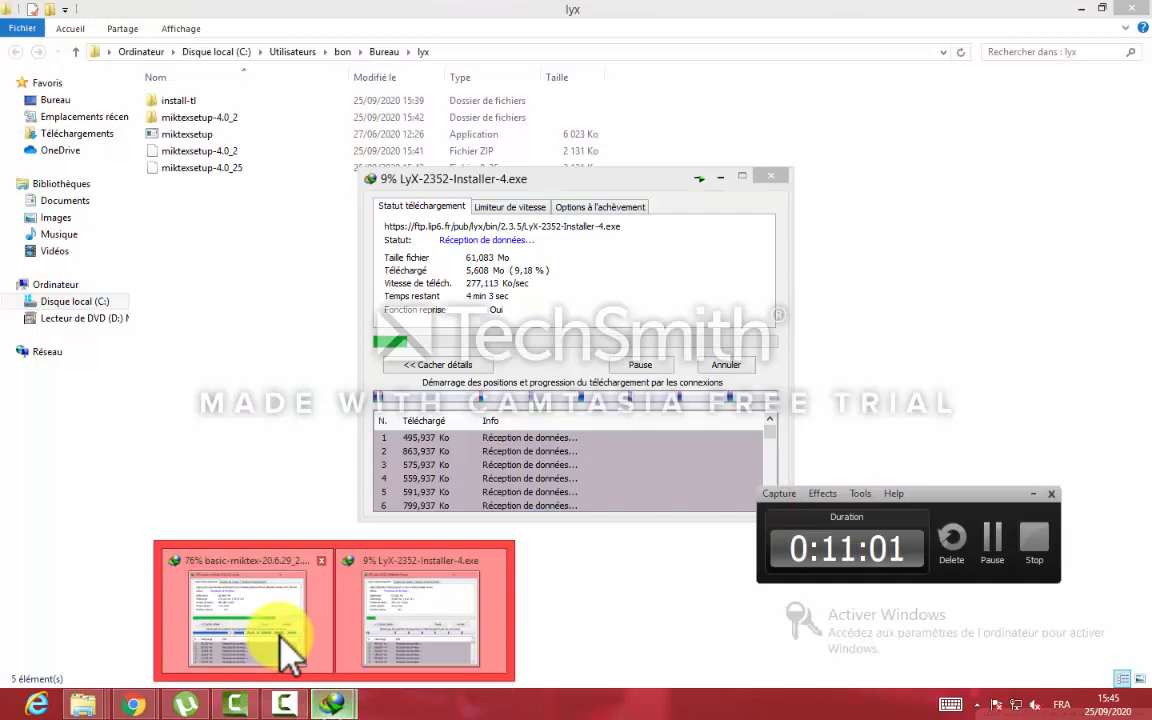 lyx
Fichier Accueil Partage Affichage
Ordinateur Disque local (C:) Utilisateurs bon Bureau lyx
Rechercher dans : lyx
Favoris
Bureau
Emplacements récen
Téléchargements
OneDrive
Bibliothèques
Documents
Images
Musique
Vidéos
Ordinateur
Disque local (C:)
Lecteur de DVD (D:)
Réseau
Nom Modifié le Type Taille
install-tl 25/09/2020 15:39 Dossier de fichiers
miktexsetup-4.0_2 25/09/2020 15:42 Dossier de fichiers
miktexsetup 27/06/2020 12:26 Application 6 023 Ko
miktexsetup-4.0_2 25/09/2020 15:41 Fichier ZIP 2 131 Ko
miktexsetup-4.0_25
9% LyX-2352-Installer-4.exe
Statut téléchargement Limiteur de vitesse Options à l'achèvement
https://ftp.lip6.fr/pub/lyx/bin/2.3.5/LyX-2352-Installer-4.exe
Statut: Réception de données...
Taille fichier 61,083 Mo
Téléchargé 5,608 Mo ( 9,18 % )
Vitesse de téléch. 277,113 Ko/sec
Temps restant 4 min 3 sec
Fonction reprise Oui
TechSmith®
<< Cacher détails Pause Annuler
Démarrage des positions et progression du téléchargement par les connexions
MADE WITH CAMTASIA FREE TRIAL
N. Téléchargé Info
1 495,937 Ko Réception de données...
2 863,937 Ko Réception de données...
3 575,937 Ko Réception de données...
4 559,937 Ko Réception de données...
5 591,937 Ko Réception de données...
6 799,937 Ko Réception de données...
Capture Effects Tools Help
Duration
0:11:01
Delete Pause Stop
76% basic-miktex-20.6.29_2.... 9% LyX-2352-Installer-4.exe
Activer Windows
Accédez aux paramètres de l'ordinateur pour activer
Windows.
5 élément(s)
FRA
15:45
25/09/2020